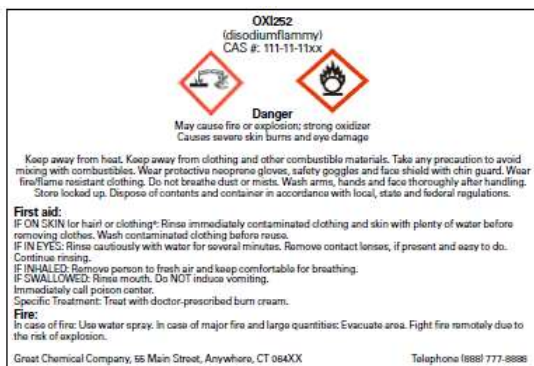 OXI252
(disodiumflammy)
CAS #: 111-11-11xx
Danger
May cause fire or explosion; strong oxidizer
Causes severe skin burns and eye damage
Keep away from heat. Keep away from clothing and other combustible materials. Take any precaution to avoid
mixing with combustibles. Wear protective neoprene gloves, safety goggles and face shield with chin guard. Wear
fire/flame resistant clothing. Do not breathe dust or mists. Wash arms, hands and face thoroughly after handling.
Store locked up. Dispose of contents and container in accordance with local, state and federal regulations.
First aid:
IF ON SKIN (or hair) or clothing*: Rinse immediately contaminated clothing and skin with plenty of water before
removing clothes. Wash contaminated clothing before reuse.
IF IN EYES: Rinse cautiously with water for several minutes. Remove contact lenses, if present and easy to do.
Continue rinsing.
IF INHALED: Remove person to fresh air and keep comfortable for breathing.
IF SWALLOWED: Rinse mouth. Do NOT induce vomiting.
Immediately call poison center.
Specific Treatment: Treat with doctor-prescribed burn cream.
Fire:
In case of fire: Use water spray. In case of major fire and large quantities: Evacuate area. Fight fire remotely due to
the risk of explosion.
Great Chemical Company, 55 Main Street, Anywhere, CT 064XX Telephone (888) 777-8888